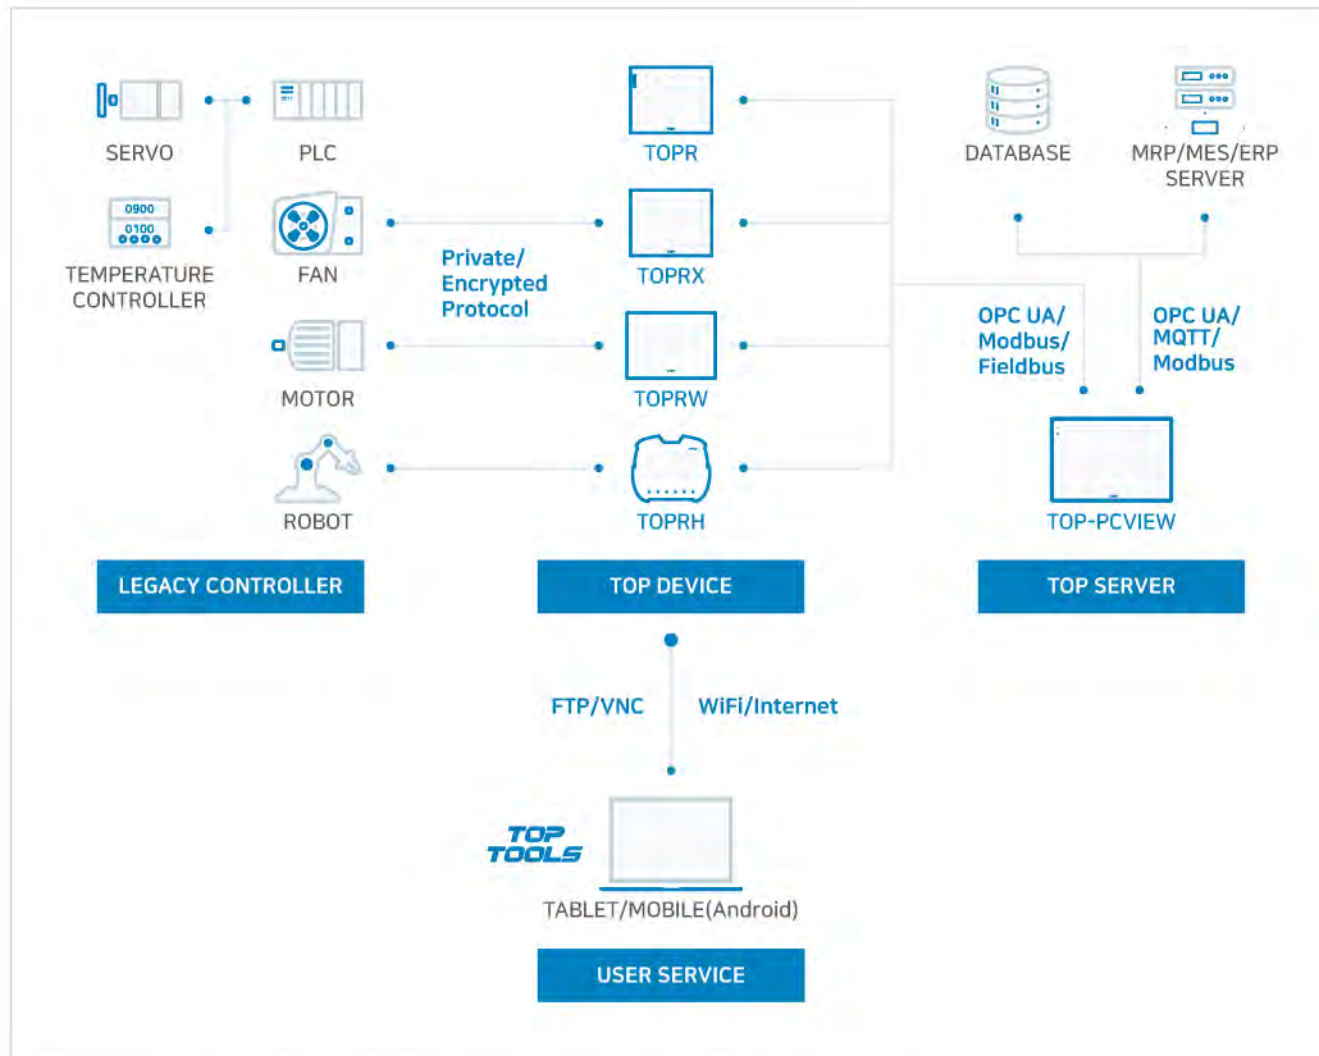 SERVO
PLC
TOPR
DATABASE
MRP/MES/ERP
SERVER
0900
0100
TEMPERATURE
CONTROLLER
FAN
Private/
Encrypted
Protocol
TOPRX
OPC UA/
Modbus/
Fieldbus
OPC UA/
MQTT/
Modbus
MOTOR
TOPRW
ROBOT
TOPRH
TOP-PCVIEW
LEGACY CONTROLLER
TOP DEVICE
TOP SERVER
FTP/VNC
WiFi/Internet
TOP
TOOLS
TABLET/MOBILE(Android)
USER SERVICE